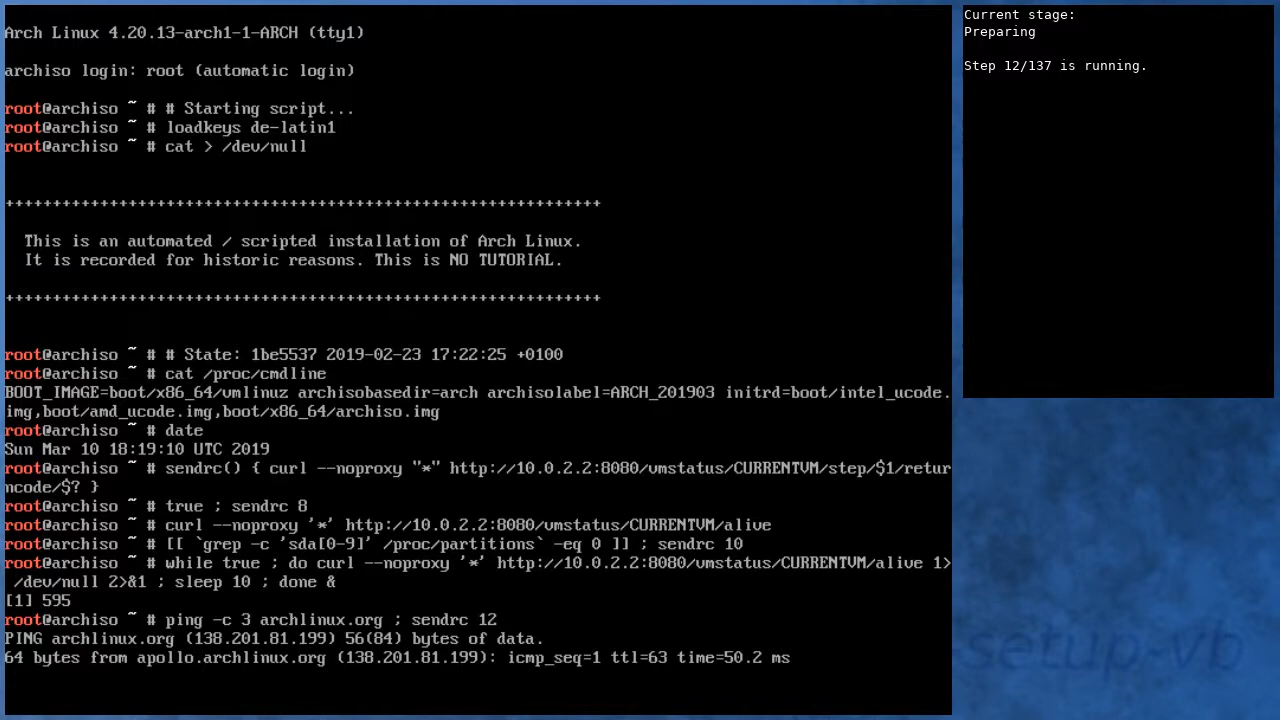 Arch Linux 4.20.13-arch1-1-ARCH (tty1)
archiso login: root (automatic login)
root@archiso ~ # # Starting script...
root@archiso ~ # loadkeys de-latin1
root@archiso ~ # cat > /dev/null
+++++++++++++++++++++++++++++++++++++++++++++++++++++++++++++++
This is an automated / scripted installation of Arch Linux.
It is recorded for historic reasons. This is NO TUTORIAL.
+++++++++++++++++++++++++++++++++++++++++++++++++++++++++++++++
root@archiso ~ # # State: 1be5537 2019-02-23 17:22:25 +0100
root@archiso ~ # cat /proc/cmdline
BOOT_IMAGE=boot/x86_64/vmlinuz archisobasedir=arch archisolabel=ARCH_201903 initrd=boot/intel_ucode.
img,boot/amd_ucode.img,boot/x86_64/archiso.img
root@archiso ~ # date
Sun Mar 10 18:19:10 UTC 2019
root@archiso ~ # sendrc() { curl --noproxy "*" http://10.0.2.2:8080/vmstatus/CURRENTVM/step/$1/retur
ncode/$? }
root@archiso ~ # true ; sendrc 8
root@archiso ~ # curl --noproxy '*' http://10.0.2.2:8080/vmstatus/CURRENTVM/alive
root@archiso ~ # [[ `grep -c 'sda[0-9]' /proc/partitions` -eq 0 ]] ; sendrc 10
root@archiso ~ # while true ; do curl --noproxy '*' http://10.0.2.2:8080/vmstatus/CURRENTVM/alive 1>
/dev/null 2>&1 ; sleep 10 ; done &
[1] 595
root@archiso ~ # ping -c 3 archlinux.org ; sendrc 12
PING archlinux.org (138.201.81.199) 56(84) bytes of data.
64 bytes from apollo.archlinux.org (138.201.81.199): icmp_seq=1 ttl=63 time=50.2 ms
Current stage:
Preparing
Step 12/137 is running.
setup-vb